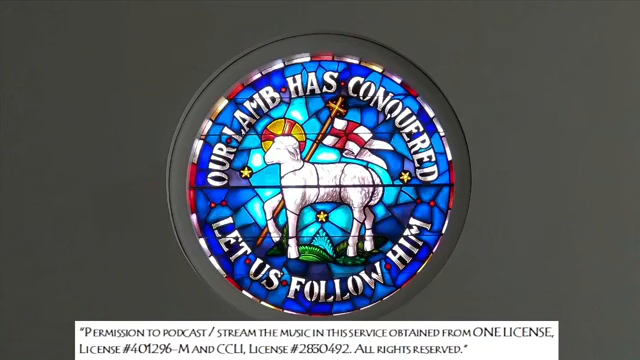 OUR LAMB HAS CONQUERED
LET US FOLLOW HIM
"Permission to podcast / stream the music in this service obtained from ONE LICENSE,
License #401296-M and CCLI, License #2850492. All rights reserved."